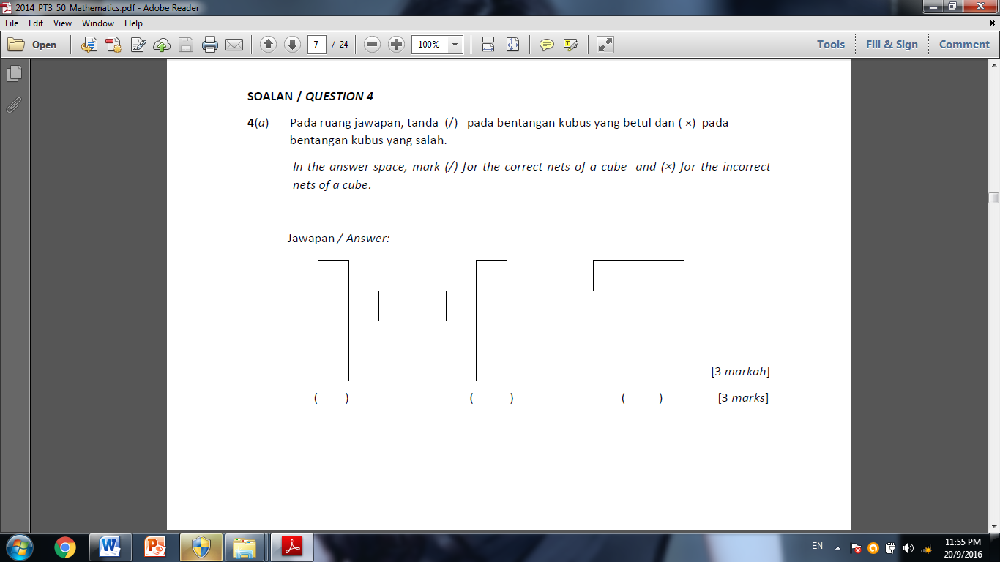 2014_PT3_50_Mathematics.pdf - Adobe Reader
File Edit View Window Help
Open 7 / 24 100% Tools Fill & Sign Comment
SOALAN / QUESTION 4
4(a) Pada ruang jawapan, tanda (/) pada bentangan kubus yang betul dan ( ×) pada
bentangan kubus yang salah.
In the answer space, mark (/) for the correct nets of a cube and (×) for the incorrect
nets of a cube.
Jawapan / Answer:
[3 markah]
( ) ( ) ( ) [3 marks]
EN 11:55 PM
20/9/2016